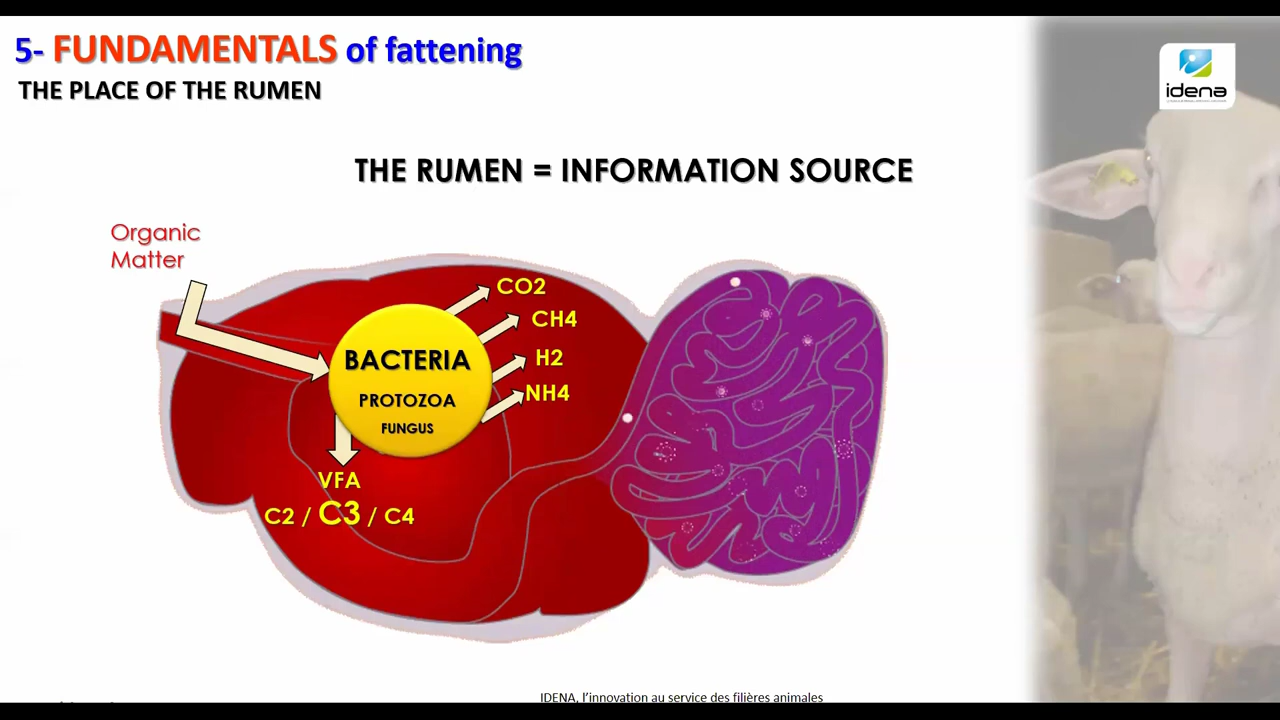 5- FUNDAMENTALS of fattening
THE PLACE OF THE RUMEN
idena
THE RUMEN = INFORMATION SOURCE
Organic
Matter
CO2
CH4
H2
NH4
BACTERIA
PROTOZOA
FUNGUS
VFA
C2 / C3 / C4
IDENA, l'innovation au service des filières animales